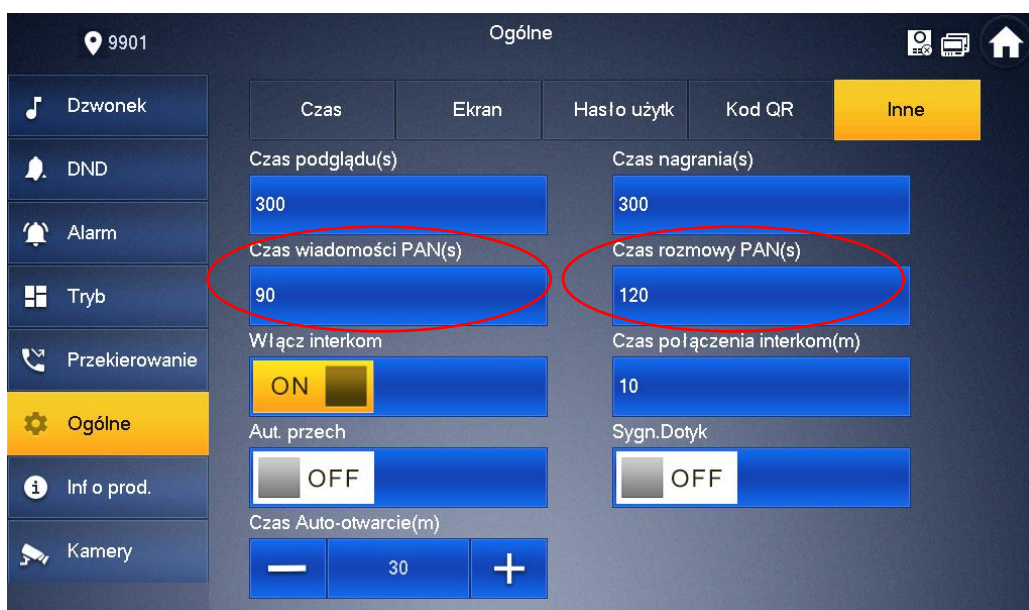 9901
Ogólne
Dzwonek
DND
Alarm
Tryb
Przekierowanie
Ogólne
Inf o prod.
Kamery
Czas Ekran Hasło użytk Kod QR Inne
Czas podglądu(s) Czas nagrania(s)
300 300
Czas wiadomości PAN(s) Czas rozmowy PAN(s)
90 120
Włącz interkom Czas połączenia interkom(m)
ON 10
Aut. przech Sygn.Dotyk
OFF OFF
Czas Auto-otwarcie(m)
30